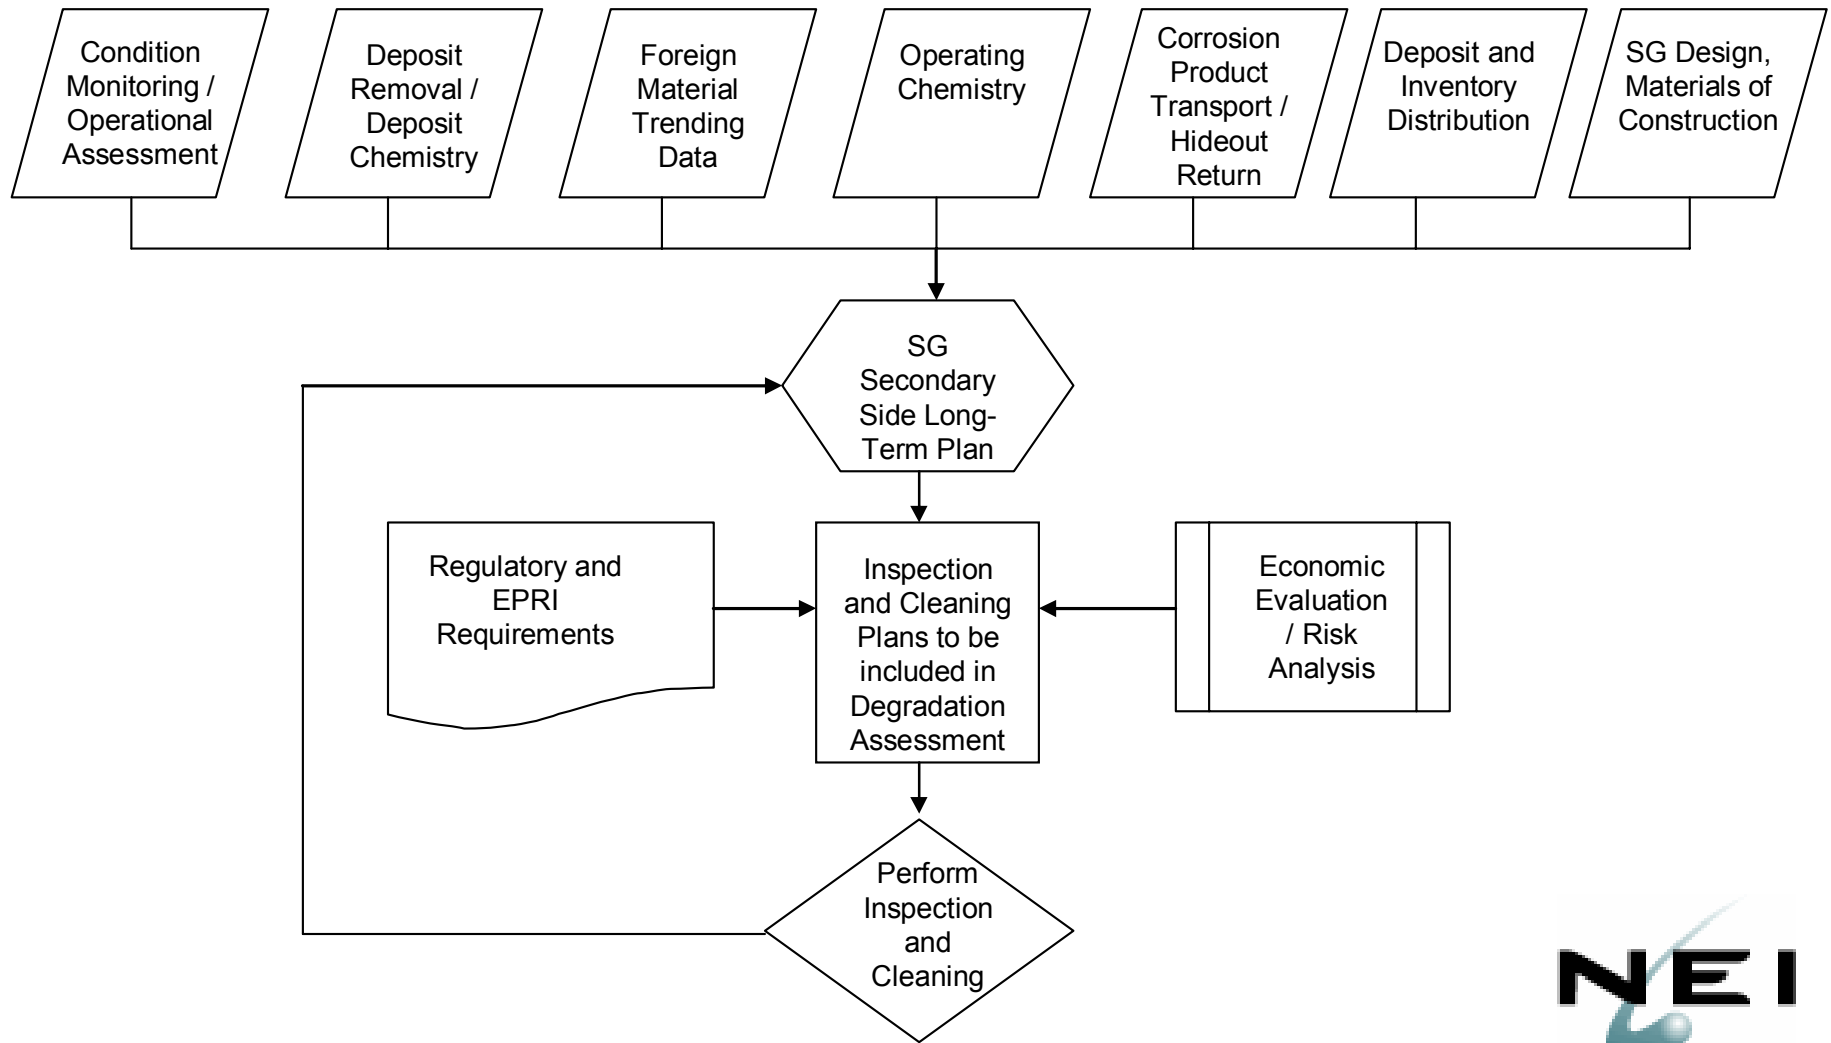 Condition
Monitoring /
Operational
Assessment
Deposit
Removal /
Deposit
Chemistry
Foreign
Material
Trending
Data
Operating
Chemistry
Corrosion
Product
Transport /
Hideout
Return
Deposit and
Inventory
Distribution
SG Design,
Materials of
Construction
SG
Secondary
Side Long-
Term Plan
Regulatory and
EPRI
Requirements
Inspection
and Cleaning
Plans to be
included in
Degradation
Assessment
Economic
Evaluation
/ Risk
Analysis
Perform
Inspection
and
Cleaning
NEI